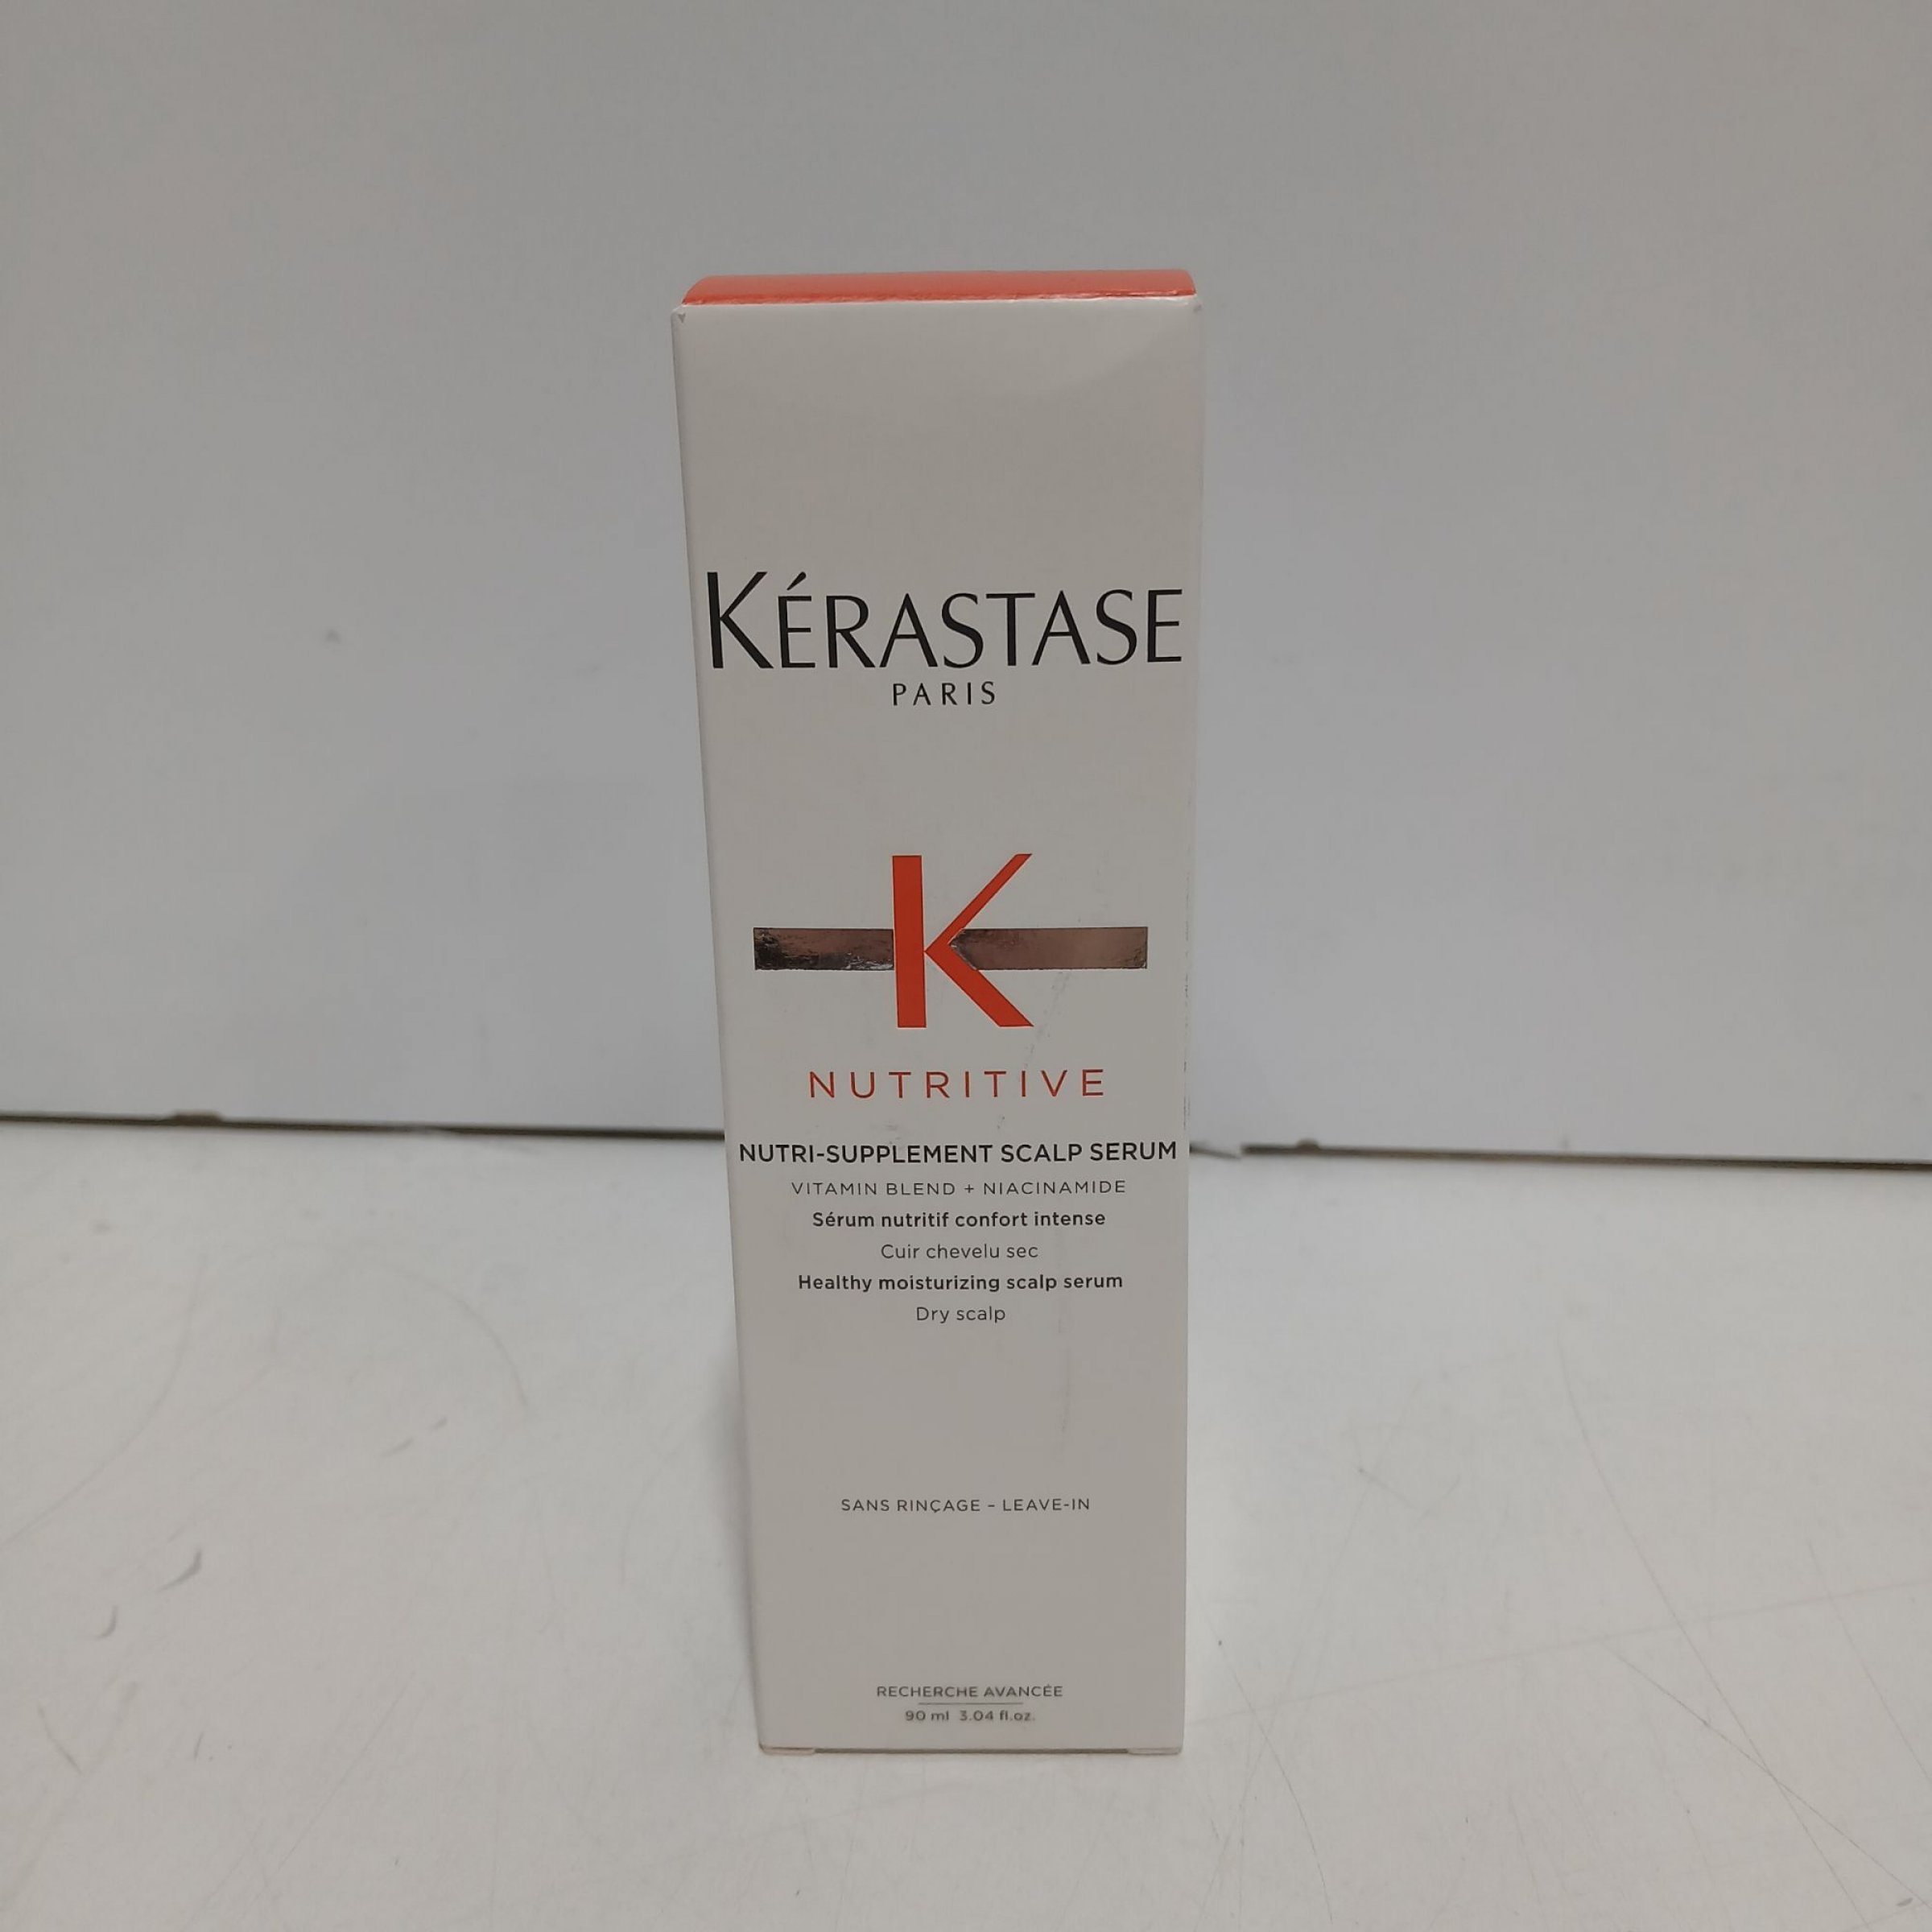 KÉRASTASE
PARIS
K
NUTRITIVE
NUTRI-SUPPLEMENT SCALP SERUM
VITAMIN BLEND + NIACINAMIDE
Sérum nutritif confort intense
Cuir chevelu sec
Healthy moisturizing scalp serum
Dry scalp
SANS RINÇAGE – LEAVE-IN
RECHERCHE AVANCÉE
90 ml 3.04 fl.oz.